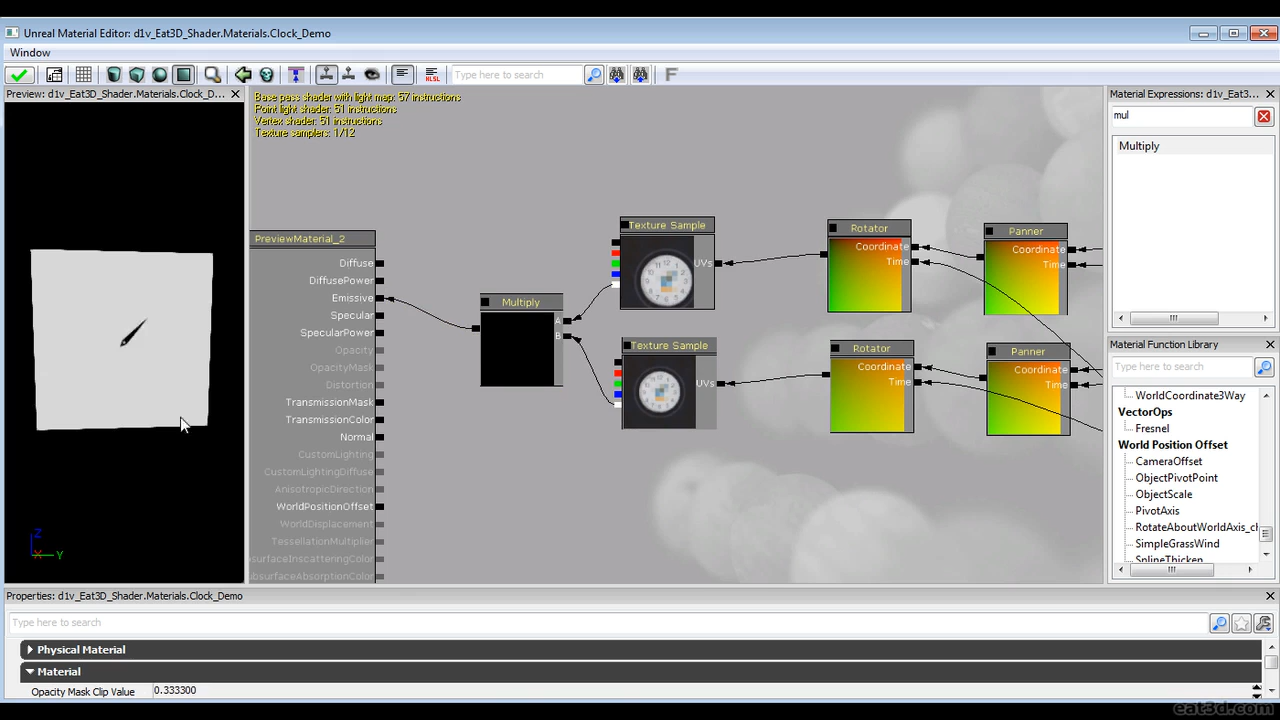 Unreal Material Editor: d1v_Eat3D_Shader.Materials.Clock_Demo
Window
HLSL
Type here to search
F
Preview: d1v_Eat3D_Shader.Materials.Clock_D...
Base pass shader with light map: 57 instructions
Point light shader: 51 instructions
Vertex shader: 51 instructions
Texture samplers: 1/12
PreviewMaterial_2
Diffuse
DiffusePower
Emissive
Specular
SpecularPower
Opacity
OpacityMask
Distortion
TransmissionMask
TransmissionColor
Normal
CustomLighting
CustomLightingDiffuse
AnisotropicDirection
WorldPositionOffset
WorldDisplacement
TessellationMultiplier
ubsurfaceInscatteringColor
ubsurfaceAbsorptionColor
Multiply
A
B
Texture Sample
UVs
Texture Sample
UVs
Rotator
Coordinate
Time
Rotator
Coordinate
Time
Panner
Coordinate
Time
Panner
Coordinate
Time
Z
X
Y
Material Expressions: d1v_Eat3...
mul
Multiply
Material Function Library
Type here to search
WorldCoordinate3Way
VectorOps
Fresnel
World Position Offset
CameraOffset
ObjectPivotPoint
ObjectScale
PivotAxis
RotateAboutWorldAxis_c
SimpleGrassWind
SplineThicken
Properties: d1v_Eat3D_Shader.Materials.Clock_Demo
Type here to search
Physical Material
Material
Opacity Mask Clip Value
0.333300
eat3d.com